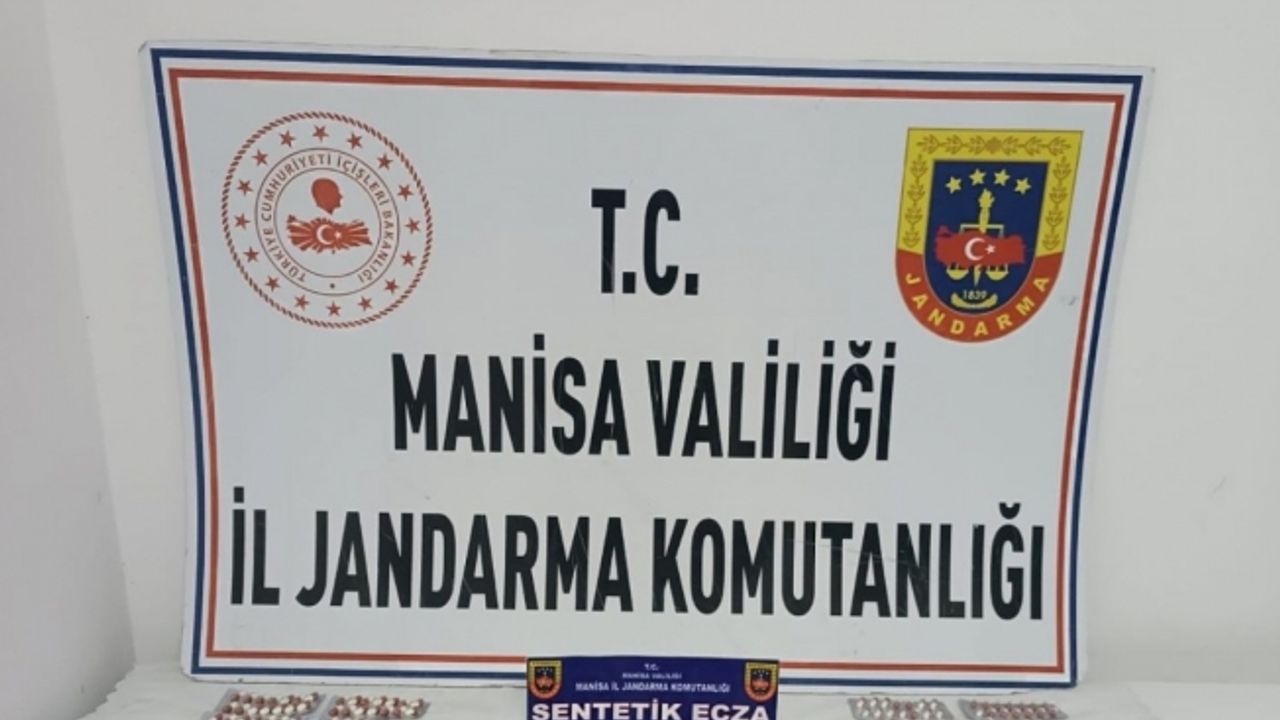 TÜRKİYE CUMHURİYETİ İÇİŞLERİ BAKANLIĞI
T.C.
1839
JANDARMA
MANİSA VALİLİĞİ
İL JANDARMA KOMUTANLIĞI
T.C.
MANİSA VALİLİĞİ
MANİSA İL JANDARMA KOMUTANLIĞI
SENTETİK ECZA